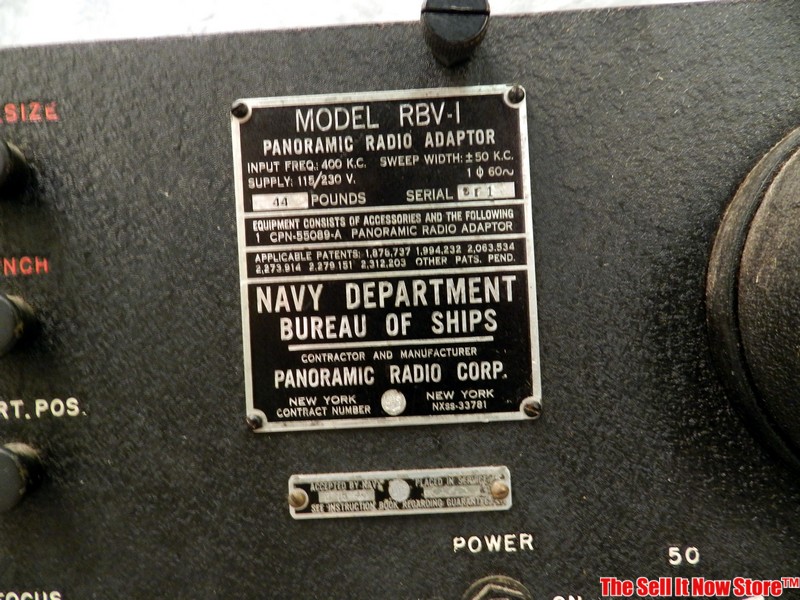 SIZE
MODEL RBV-1
PANORAMIC RADIO ADAPTOR
INPUT FREQ.: 400 K.C. SWEEP WIDTH: ±50 K.C.
SUPPLY: 115/230 V. 1 ϕ 60~
44 POUNDS SERIAL 1
EQUIPMENT CONSISTS OF ACCESSORIES AND THE FOLLOWING
1 CPN-55089-A PANORAMIC RADIO ADAPTOR
APPLICABLE PATENTS: 1,876,737 1,994,232 2,063,534
2,273,914 2,279,151 2,312,203 OTHER PATS. PEND.
NAVY DEPARTMENT
BUREAU OF SHIPS
CONTRACTOR AND MANUFACTURER
PANORAMIC RADIO CORP.
NEW YORK NEW YORK
CONTRACT NUMBER NXSS-33781
NCH
RT. POS.
ACCEPTED BY NAVY PLACED IN SERVICE
SEE INSTRUCTION BOOK REGARDING GUARANTEE
POWER
50
FOCUS
ON
The Sell It Now Store™